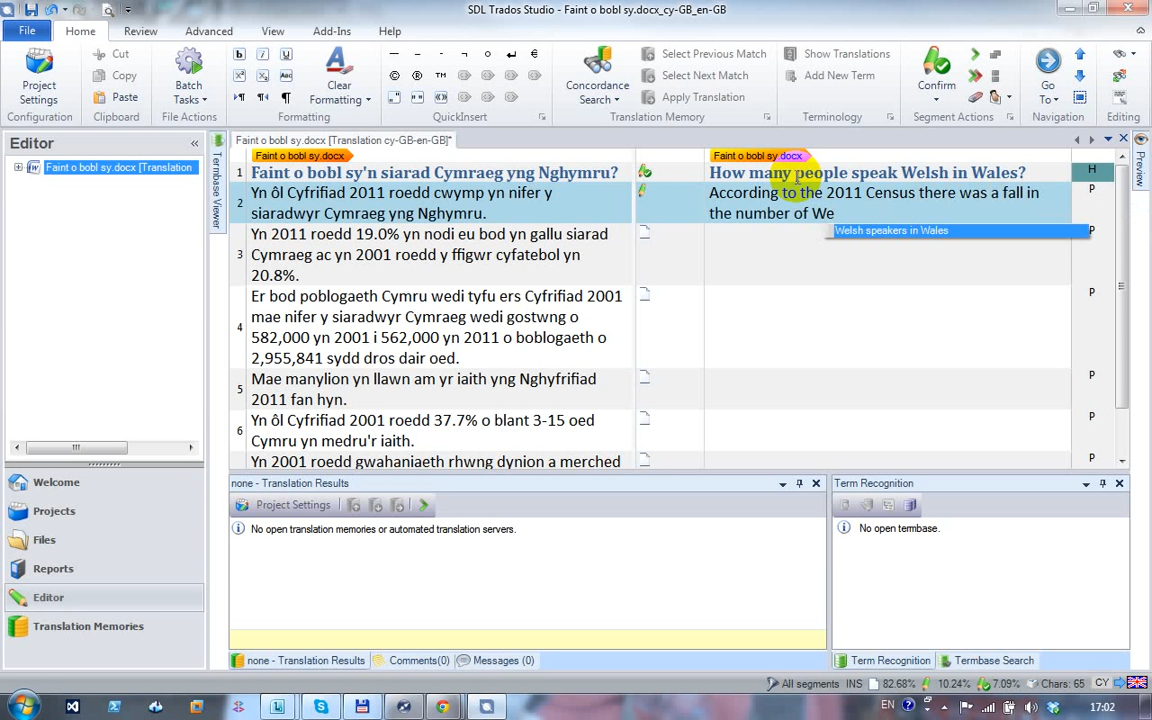 SDL Trados Studio - Faint o bobl sy.docx_cy-GB_en-GB
File Home Review Advanced View Add-Ins Help
Project Settings
Configuration
Cut
Copy
Paste
Clipboard
Batch Tasks
File Actions
b i u
Clear Formatting
Formatting
© ® ™ €
QuickInsert
Concordance Search
Select Previous Match
Select Next Match
Apply Translation
Translation Memory
Show Translations
Add New Term
Terminology
Confirm
Segment Actions
Go To
Navigation
Editing
Editor
Faint o bobl sy.docx [Translation
Welcome
Projects
Files
Reports
Editor
Translation Memories
Termbase Viewer
Faint o bobl sy.docx [Translation cy-GB-en-GB]*
Faint o bobl sy.docx
Faint o bobl sy.docx
1 Faint o bobl sy'n siarad Cymraeg yng Nghymru?
How many people speak Welsh in Wales? H
2 Yn ôl Cyfrifiad 2011 roedd cwymp yn nifer y
siaradwyr Cymraeg yng Nghymru.
According to the 2011 Census there was a fall in P
the number of We
Welsh speakers in Wales
3 Yn 2011 roedd 19.0% yn nodi eu bod yn gallu siarad
Cymraeg ac yn 2001 roedd y ffigwr cyfatebol yn
20.8%.
P
4 Er bod poblogaeth Cymru wedi tyfu ers Cyfrifiad 2001
mae nifer y siaradwyr Cymraeg wedi gostwng o
582,000 yn 2001 i 562,000 yn 2011 o boblogaeth o
2,955,841 sydd dros dair oed.
P
5 Mae manylion yn llawn am yr iaith yng Nghyfrifiad
2011 fan hyn.
P
6 Yn ôl Cyfrifiad 2001 roedd 37.7% o blant 3-15 oed
Cymru yn medru'r iaith.
P
Yn 2001 roedd gwahaniaeth rhwng dynion a merched
P
Preview
none - Translation Results
Project Settings
No open translation memories or automated translation servers.
none - Translation Results Comments(0) Messages (0)
Term Recognition
No open termbase.
Term Recognition Termbase Search
All segments INS 82.68% 10.24% 7.09% Chars: 65 CY
EN 17:02